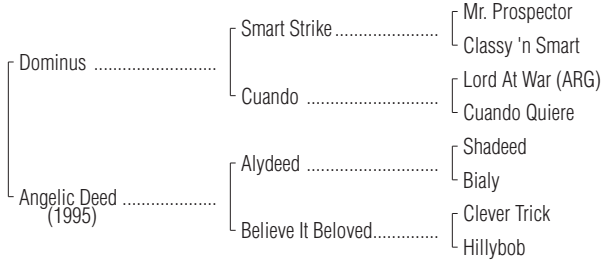 Mr. Prospector
Smart Strike....................
Classy 'n Smart
Dominus ........................
Lord At War (ARG)
Cuando .........................
Cuando Quiere
Shadeed
Alydeed .........................
Bialy
Angelic Deed ...................
(1995)
Clever Trick
Believe It Beloved.............
Hillybob